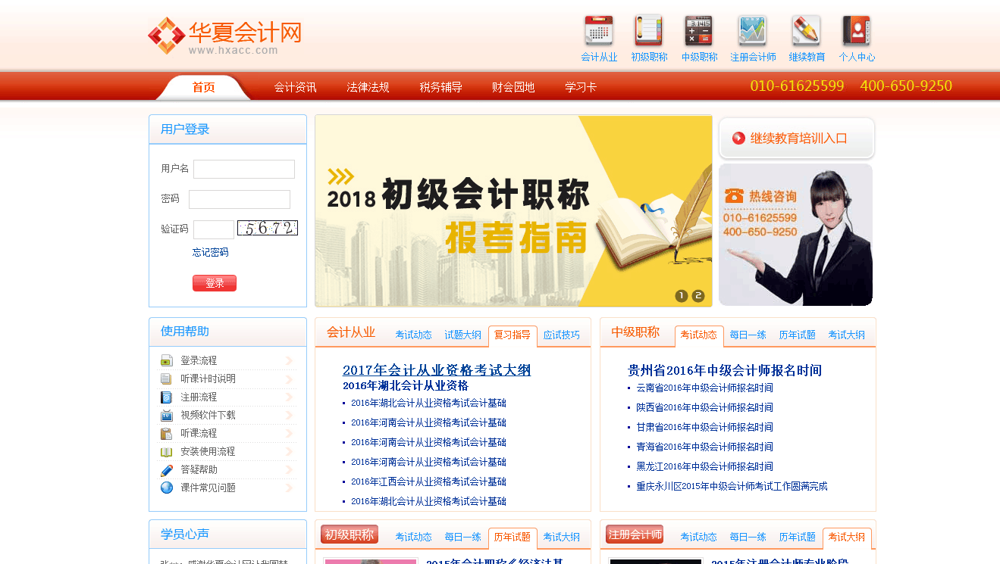 华夏会计网
www.hxacc.com
会计从业 初级职称 中级职称 注册会计师 继续教育 个人中心
首页 会计资讯 法律法规 税务辅导 财会园地 学习卡 010-61625599 400-650-9250
用户登录
用户名
密码
验证码 5672
忘记密码
登录
2018初级会计职称
报考指南
1 2
继续教育培训入口
热线咨询
010-61625599
400-650-9250
使用帮助
登录流程
听课计时说明
注册流程
视频软件下载
听课流程
安装使用流程
答疑帮助
课件常见问题
会计从业 考试动态 试题大纲 复习指导 应试技巧
2017年会计从业资格考试大纲
2016年湖北会计从业资格
2016年湖北会计从业资格考试会计基础
2016年河南会计从业资格考试会计基础
2016年河南会计从业资格考试会计基础
2016年河南会计从业资格考试会计基础
2016年江西会计从业资格考试会计基础
2016年湖北会计从业资格考试会计基础
中级职称 考试动态 每日一练 历年试题 考试大纲
贵州省2016年中级会计师报名时间
云南省2016年中级会计师报名时间
陕西省2016年中级会计师报名时间
甘肃省2016年中级会计师报名时间
青海省2016年中级会计师报名时间
黑龙江2016年中级会计师报名时间
重庆永川区2015年中级会计师考试工作圆满完成
学员心声
初级职称 考试动态 每日一练 历年试题 考试大纲
2015年会计职称
注册会计师 考试动态 每日一练 历年试题 考试大纲
2015年注册会计师专业阶段